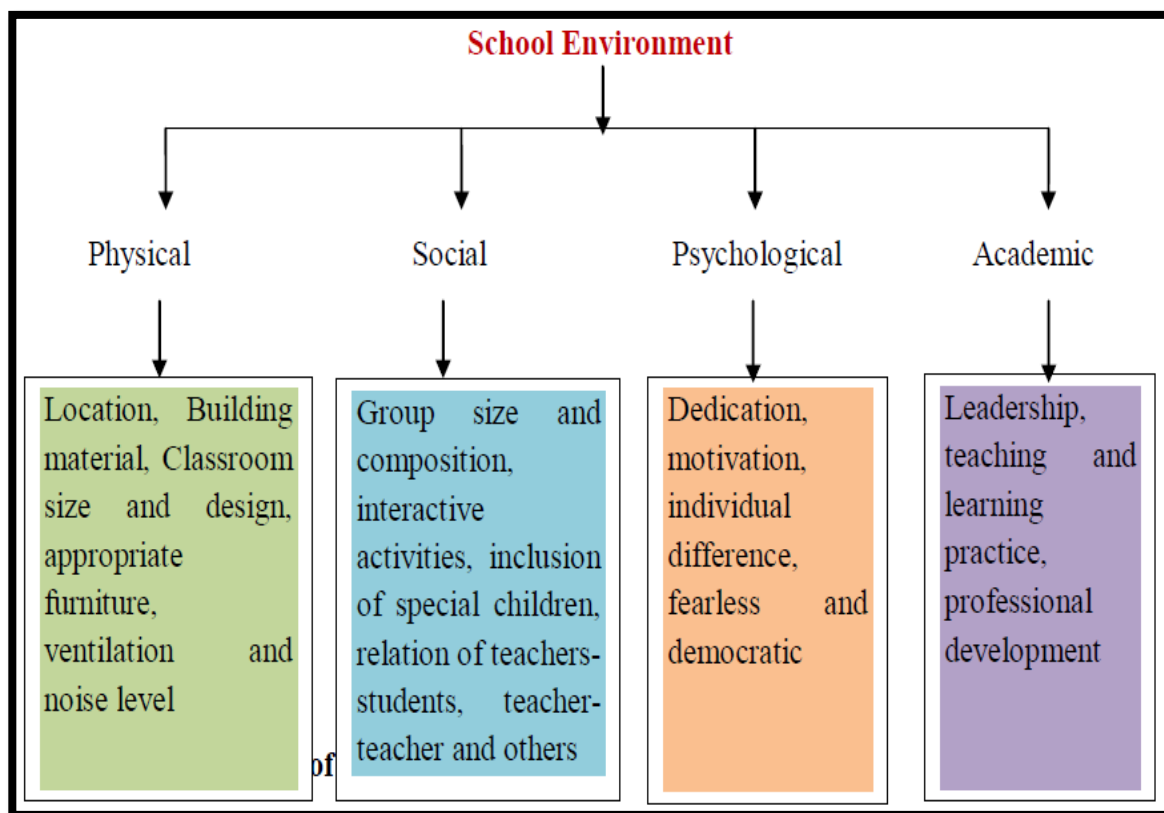 School Environment
Physical
Social
Psychological
Academic
Location, Building
material, Classroom
size and design,
appropriate
furniture,
ventilation and
noise level
Group size and
composition,
interactive
activities, inclusion
of special children,
relation of teachers-
students, teacher-
teacher and others
Dedication,
motivation,
individual
difference,
fearless and
democratic
Leadership,
teaching and
learning
practice,
professional
development
of